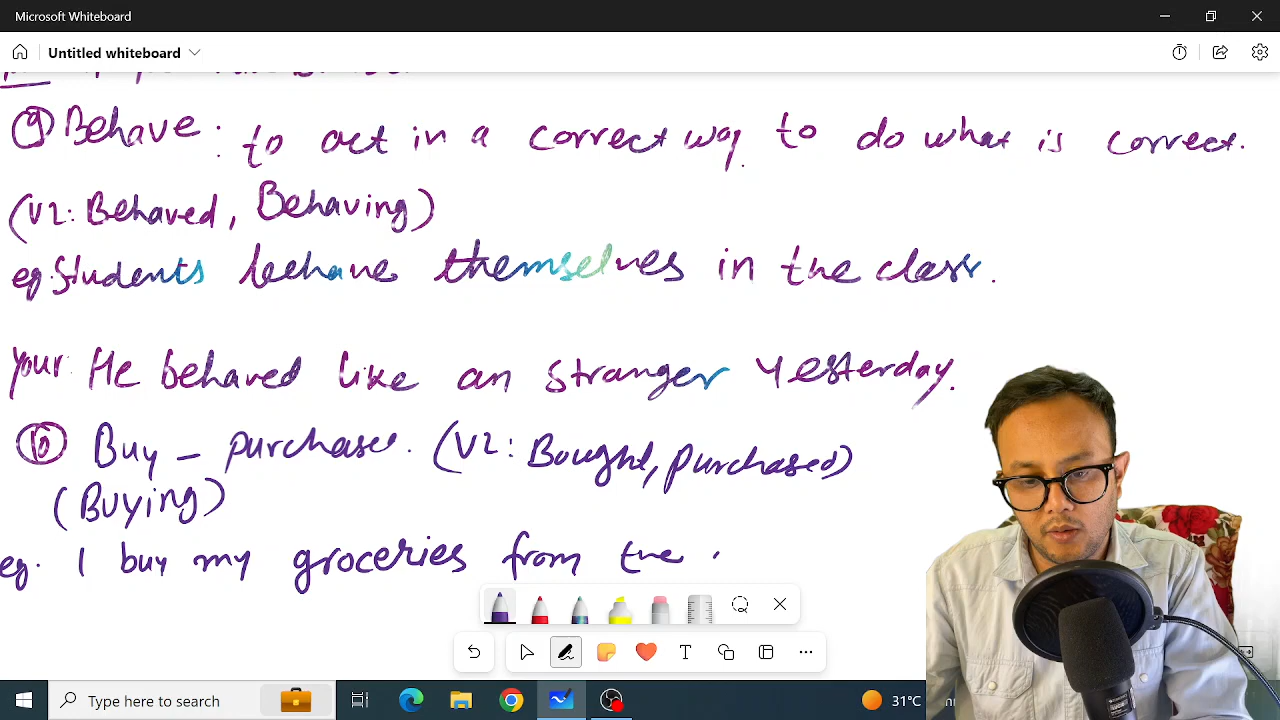 Microsoft Whiteboard
Untitled whiteboard
9 Behave: to act in a correct way. to do what is correct.
(V2: Behaved, Behaving)
eg. Students behave themselves in the class.
Your: He behaved like an stranger yesterday.
10 Buy - purchase. (V2: Bought, purchased)
(Buying)
eg. I buy my groceries from the
Type here to search
31°C